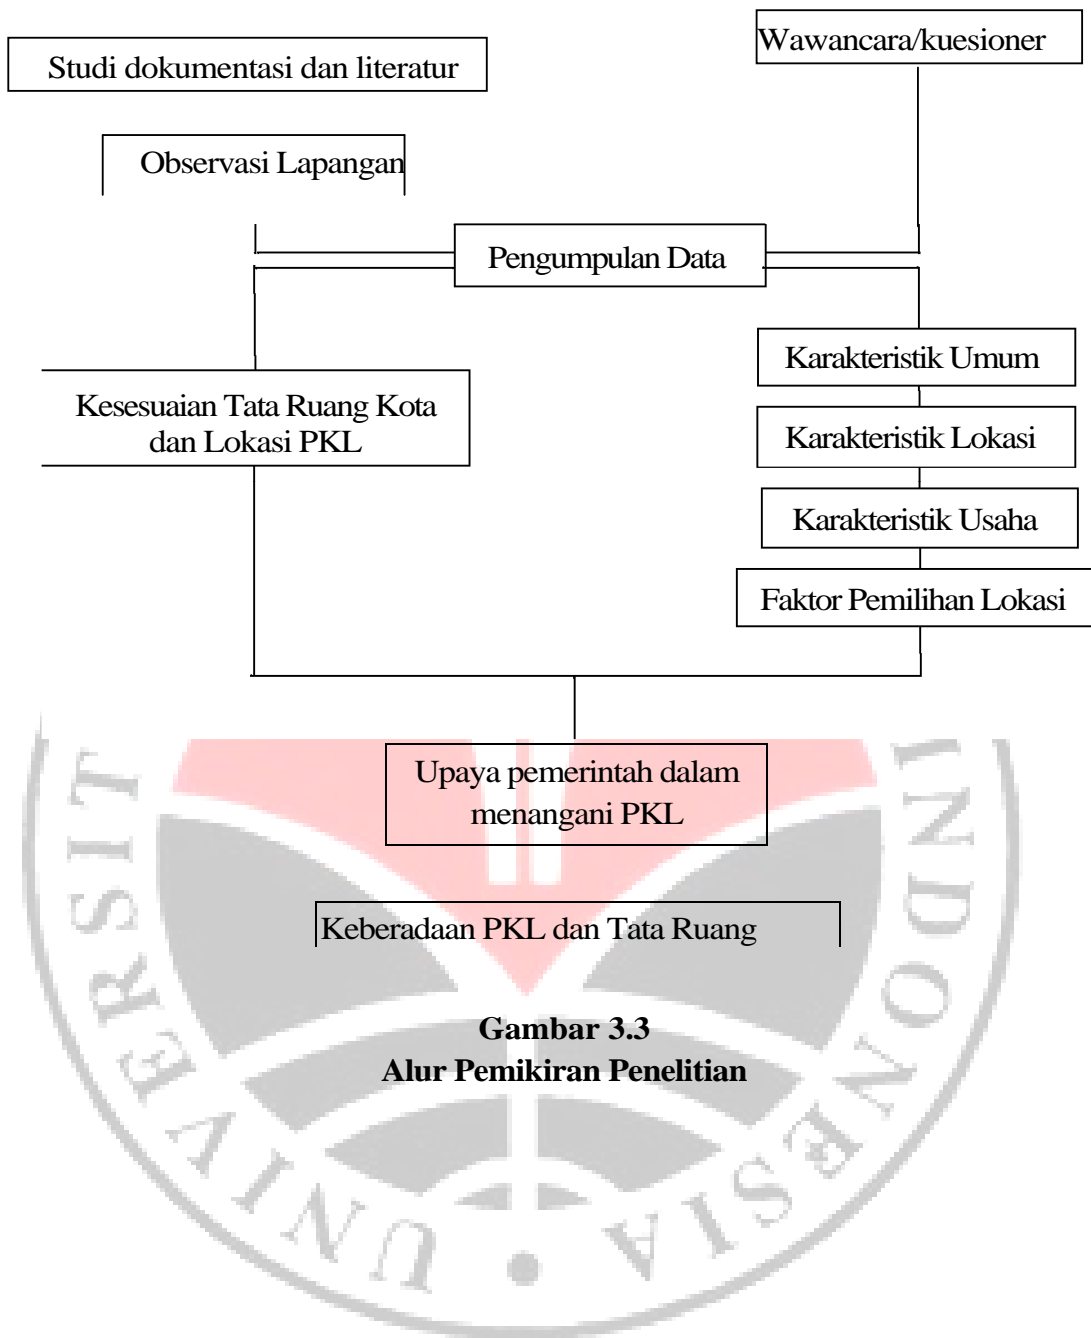 Wawancara/kuesioner
Studi dokumentasi dan literatur
Observasi Lapangan
Pengumpulan Data
Karakteristik Umum
Kesesuaian Tata Ruang Kota
dan Lokasi PKL
Karakteristik Lokasi
Karakteristik Usaha
Faktor Pemilihan Lokasi
Upaya pemerintah dalam
menangani PKL
Keberadaan PKL dan Tata Ruang
Gambar 3.3
Alur Pemikiran Penelitian
UNIVERSIT
INDONESIA